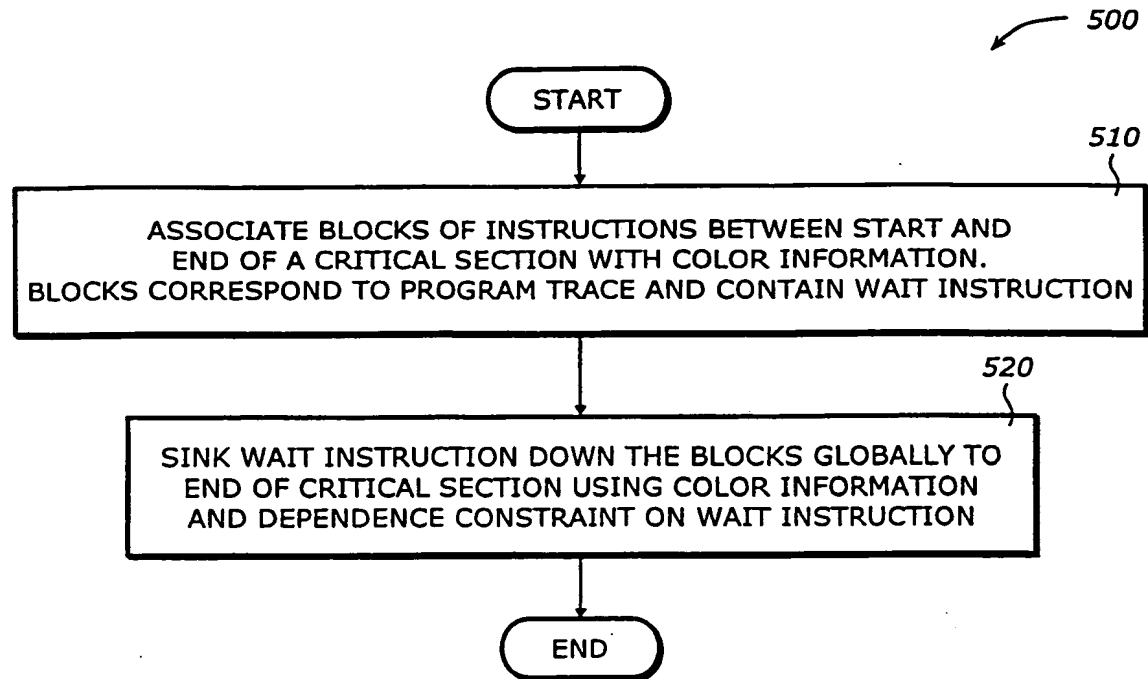 500
START
510
ASSOCIATE BLOCKS OF INSTRUCTIONS BETWEEN START AND
END OF A CRITICAL SECTION WITH COLOR INFORMATION.
BLOCKS CORRESPOND TO PROGRAM TRACE AND CONTAIN WAIT INSTRUCTION
520
SINK WAIT INSTRUCTION DOWN THE BLOCKS GLOBALLY TO
END OF CRITICAL SECTION USING COLOR INFORMATION
AND DEPENDENCE CONSTRAINT ON WAIT INSTRUCTION
END